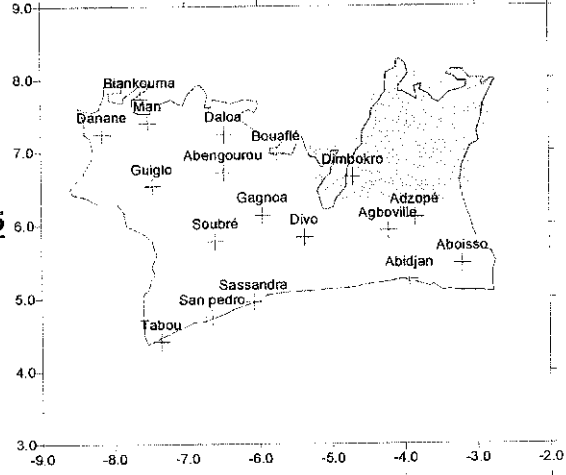 9.0
8.0
Biankouma
Man
Danane
Daloa
Bouaflé
7.0
Abengourou
Dimbokro
Guiglo
Gagnoa
Adzopé
Divo
Agboville
6.0
Soubré
Aboisso
Abidjan
5.0
Sassandra
San pedro
Tabou
4.0
3.0
-9.0 -8.0 -7.0 -6.0 -5.0 -4.0 -3.0 -2.0